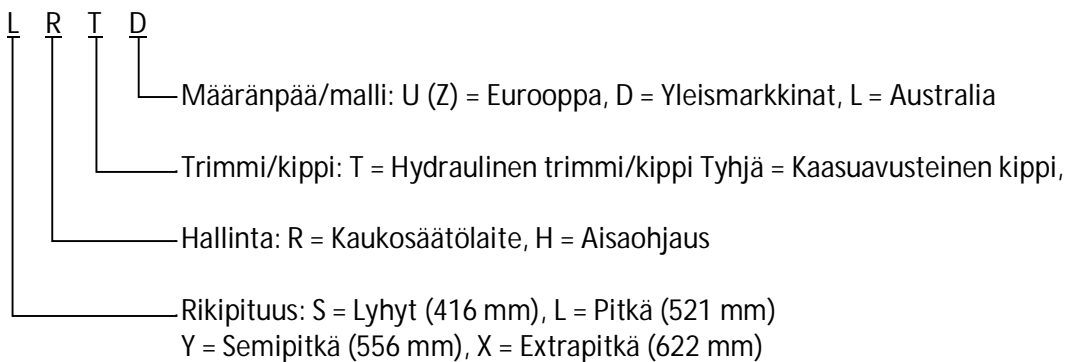 L R T D
Määränpää/malli: U (Z) = Eurooppa, D = Yleismarkkinat, L = Australia
Trimmi/kippi: T = Hydraulinen trimmi/kippi Tyhjä = Kaasuavusteinen kippi,
Hallinta: R = Kaukosäätölaite, H = Aisaohjaus
Rikipituus: S = Lyhyt (416 mm), L = Pitkä (521 mm)
Y = Semipitkä (556 mm), X = Extrapitkä (622 mm)